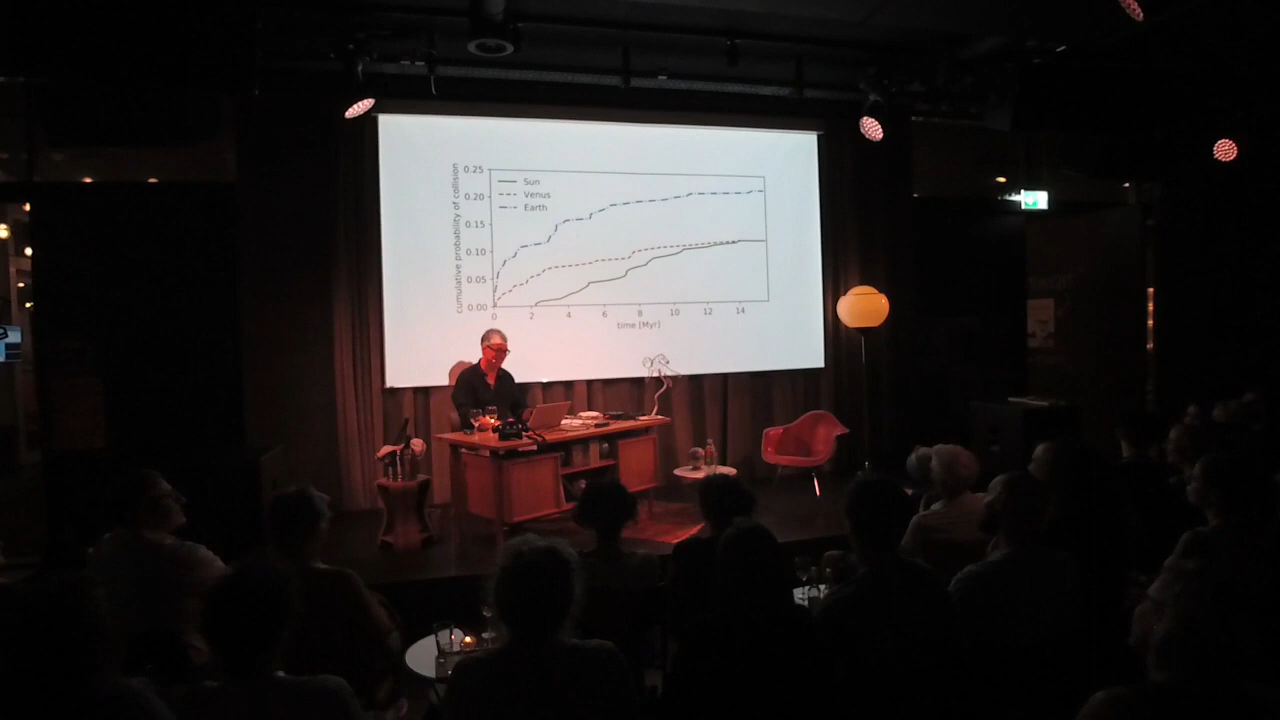 cumulative probability of collision
0.25
0.20
0.15
0.10
0.05
0.00
Sun
Venus
Earth
0 2 4 6 8 10 12 14
time [Myr]